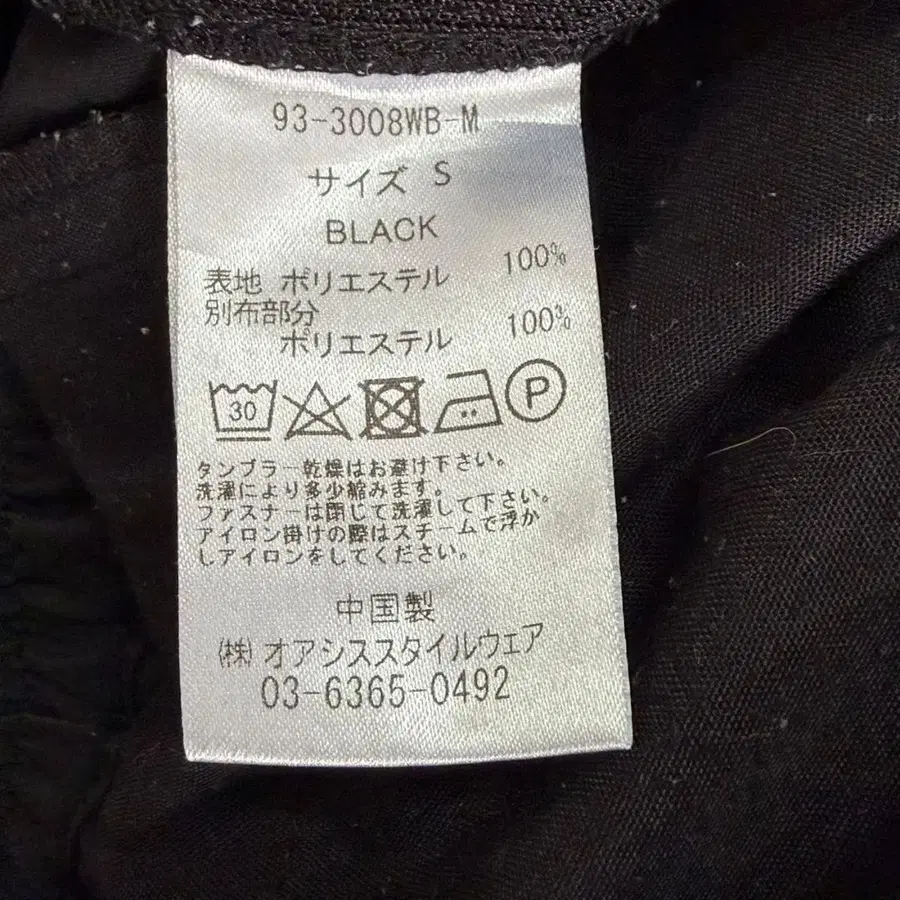 93-3008WB-M
サイズ S
BLACK
表地 ポリエステル 100%
別布部分
ポリエステル 100%
30 P
タンブラー乾燥はお避け下さい。
洗濯により多少縮みます。
ファスナーは閉じて洗濯して下さい。
アイロン掛けの際はスチームで浮か
しアイロンをしてください。
中国製
㈱オアシススタイルウェア
03-6365-0492